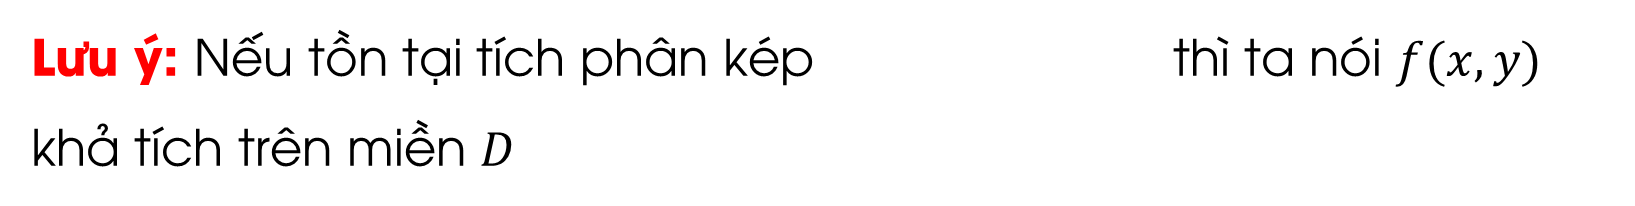 Lưu ý: Nếu tồn tại tích phân kép thì ta nói f(x, y)
khả tích trên miền D